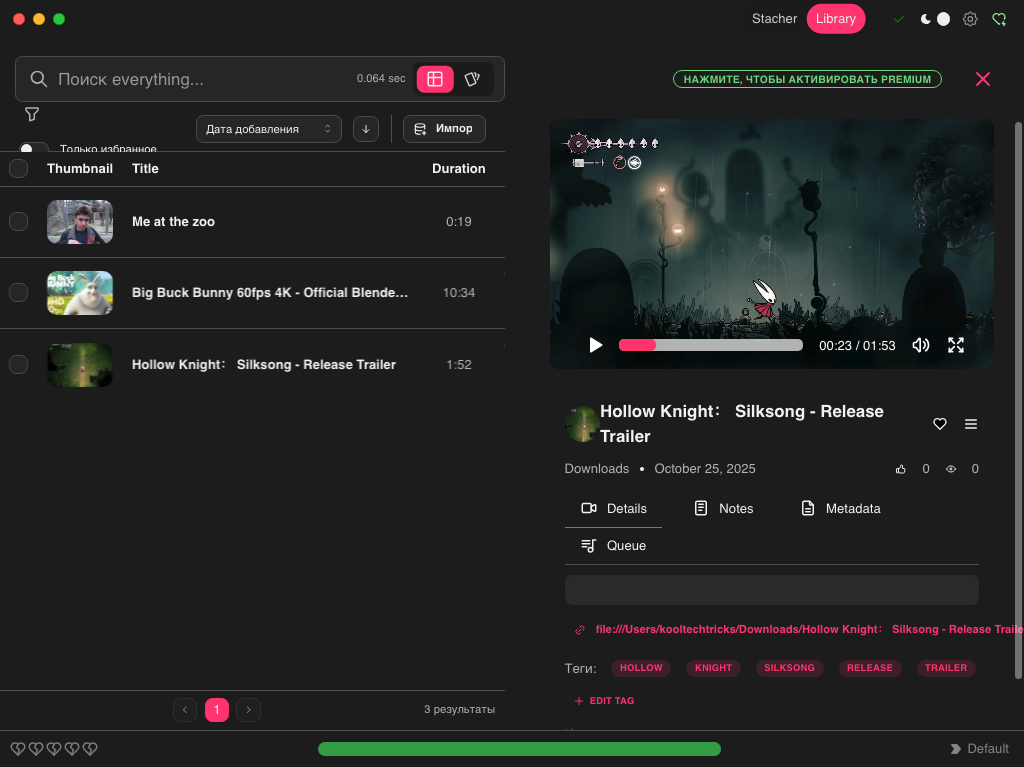 Stacher
Library
Поиск everything...
0.064 sec
НАЖМИТЕ, ЧТОБЫ АКТИВИРОВАТЬ PREMIUM
Дата добавления
Импор
Только избранное
Thumbnail Title Duration
Me at the zoo 0:19
Big Buck Bunny 60fps 4K - Official Blende... 10:34
Hollow Knight： Silksong - Release Trailer 1:52
1
3 результаты
00:23 / 01:53
Hollow Knight： Silksong - Release
Trailer
Downloads • October 25, 2025 0 0
Details Notes Metadata
Queue
file:///Users/kooltechtricks/Downloads/Hollow Knight： Silksong - Release Traile
Теги: HOLLOW KNIGHT SILKSONG RELEASE TRAILER
+ EDIT TAG
Default